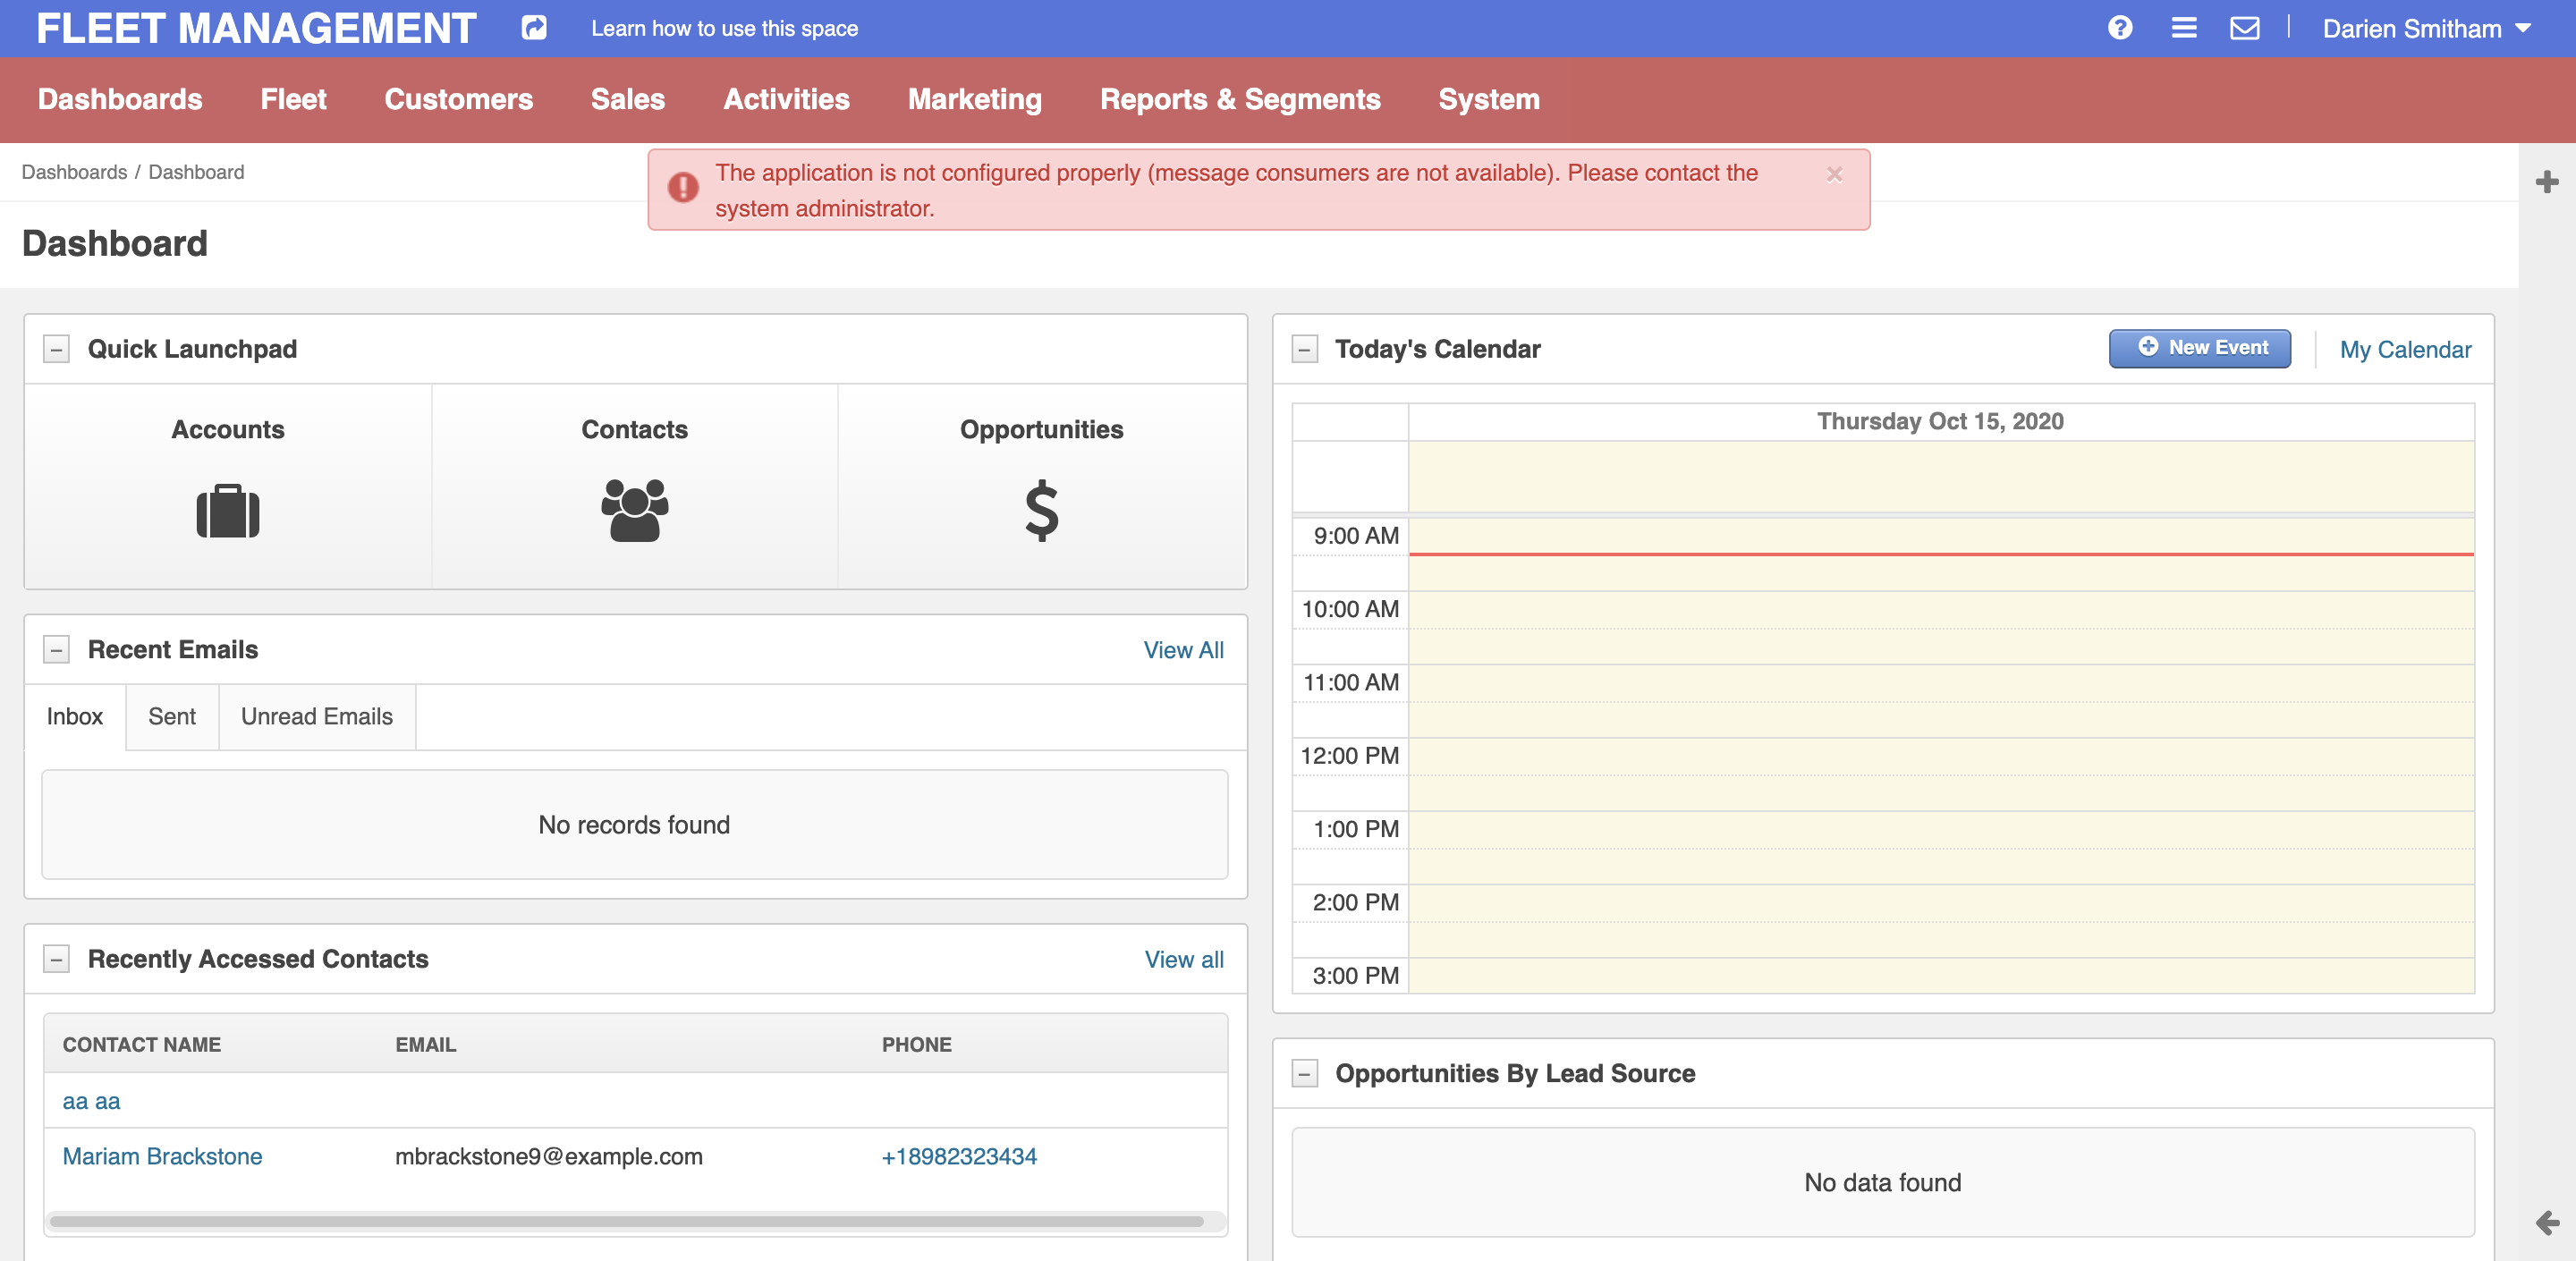 FLEET MANAGEMENT
Learn how to use this space
Darien Smitham
Dashboards Fleet Customers Sales Activities Marketing Reports & Segments System
Dashboards / Dashboard
The application is not configured properly (message consumers are not available). Please contact the
system administrator.
Dashboard
Quick Launchpad
Accounts Contacts Opportunities
Recent Emails View All
Inbox Sent Unread Emails
No records found
Recently Accessed Contacts View all
CONTACT NAME EMAIL PHONE
aa aa
Mariam Brackstone mbrackstone9@example.com +18982323434
Today's Calendar New Event My Calendar
Thursday Oct 15, 2020
9:00 AM
10:00 AM
11:00 AM
12:00 PM
1:00 PM
2:00 PM
3:00 PM
Opportunities By Lead Source
No data found